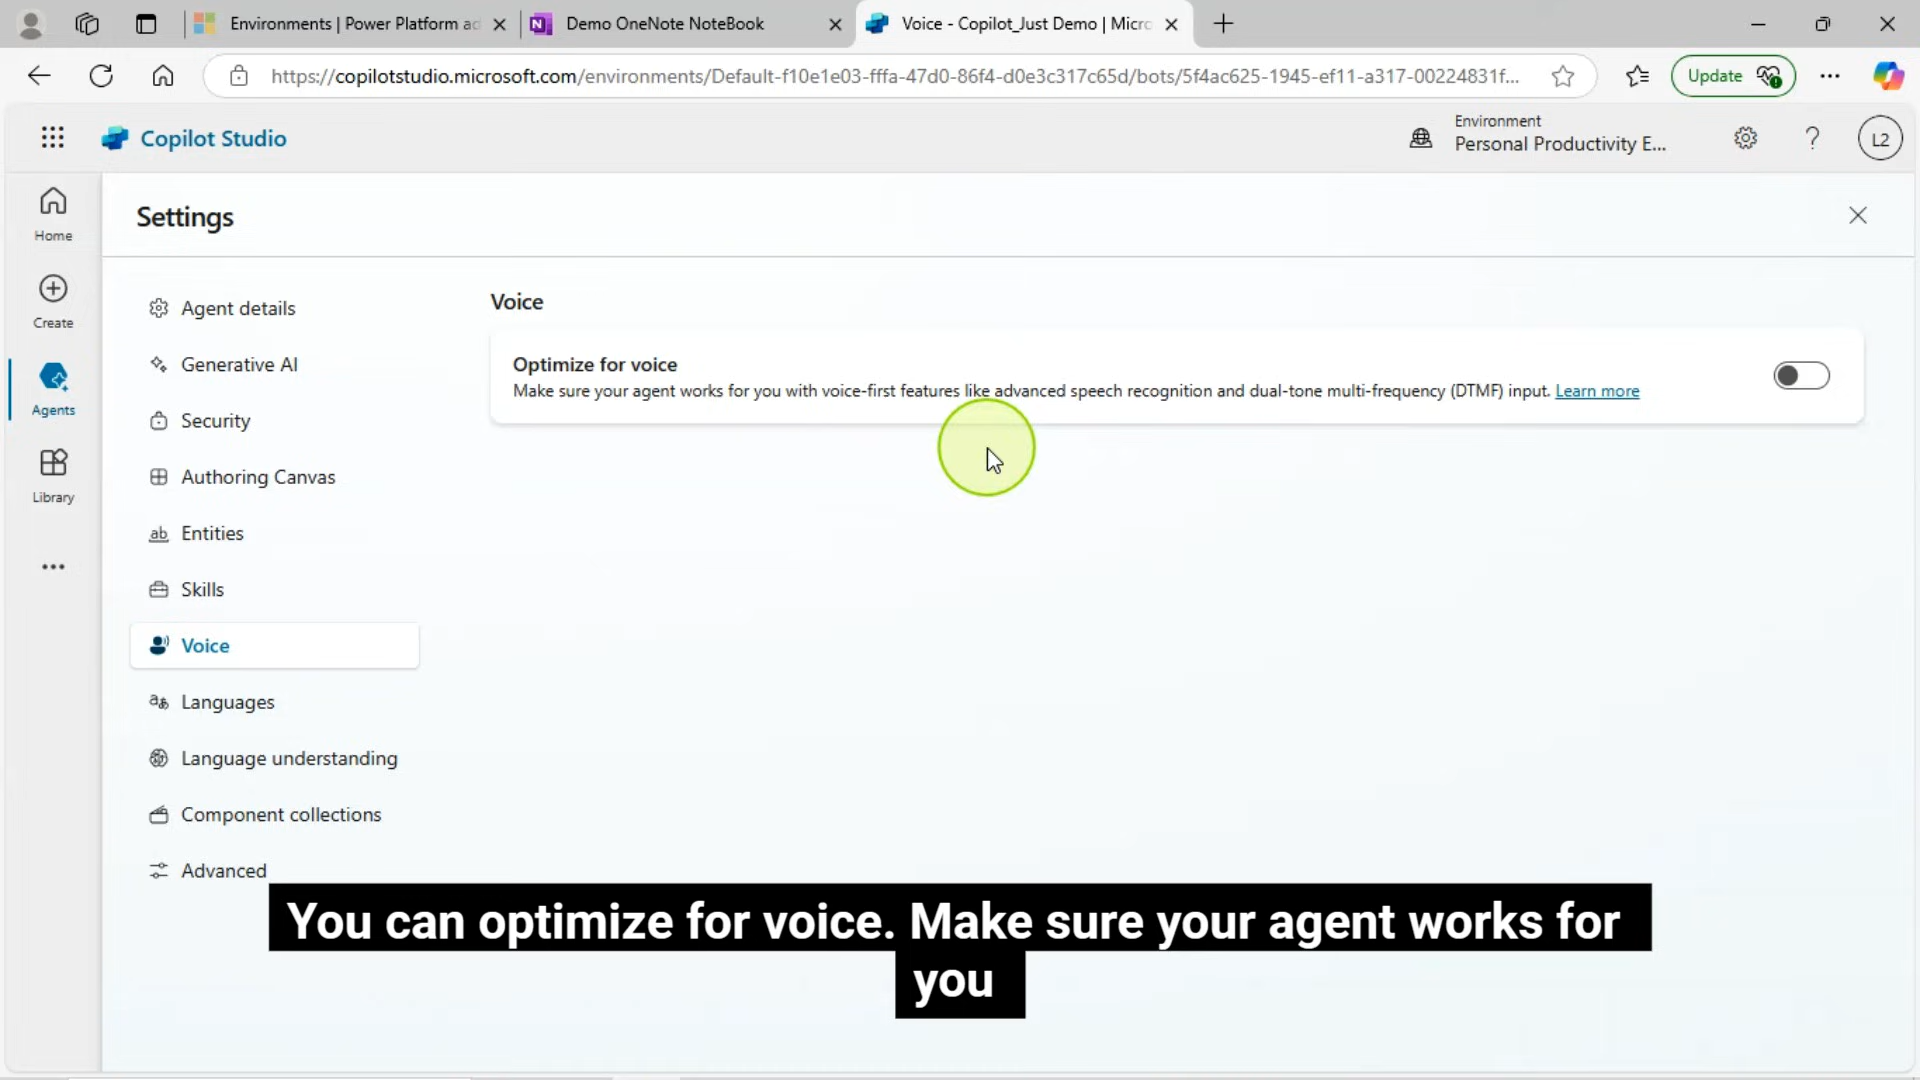 Environments | Power Platform ad
Demo OneNote NoteBook
Voice - Copilot_Just Demo | Micro
https://copilotstudio.microsoft.com/environments/Default-f10e1e03-fffa-47d0-86f4-d0e3c317c65d/bots/5f4ac625-1945-ef11-a317-00224831f...
Update
Copilot Studio
Environment
Personal Productivity E...
L2
Home
Create
Agents
Library
Settings
Agent details
Generative AI
Security
Authoring Canvas
Entities
Skills
Voice
Languages
Language understanding
Component collections
Advanced
Voice
Optimize for voice
Make sure your agent works for you with voice-first features like advanced speech recognition and dual-tone multi-frequency (DTMF) input. Learn more
You can optimize for voice. Make sure your agent works for
you